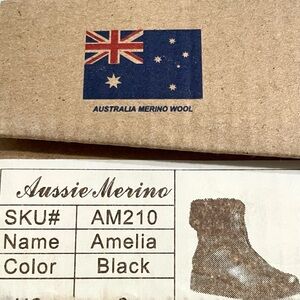 AUSTRALIA MERINO WOOL
Aussie Merino
SKU# AM210
Name Amelia
Color Black